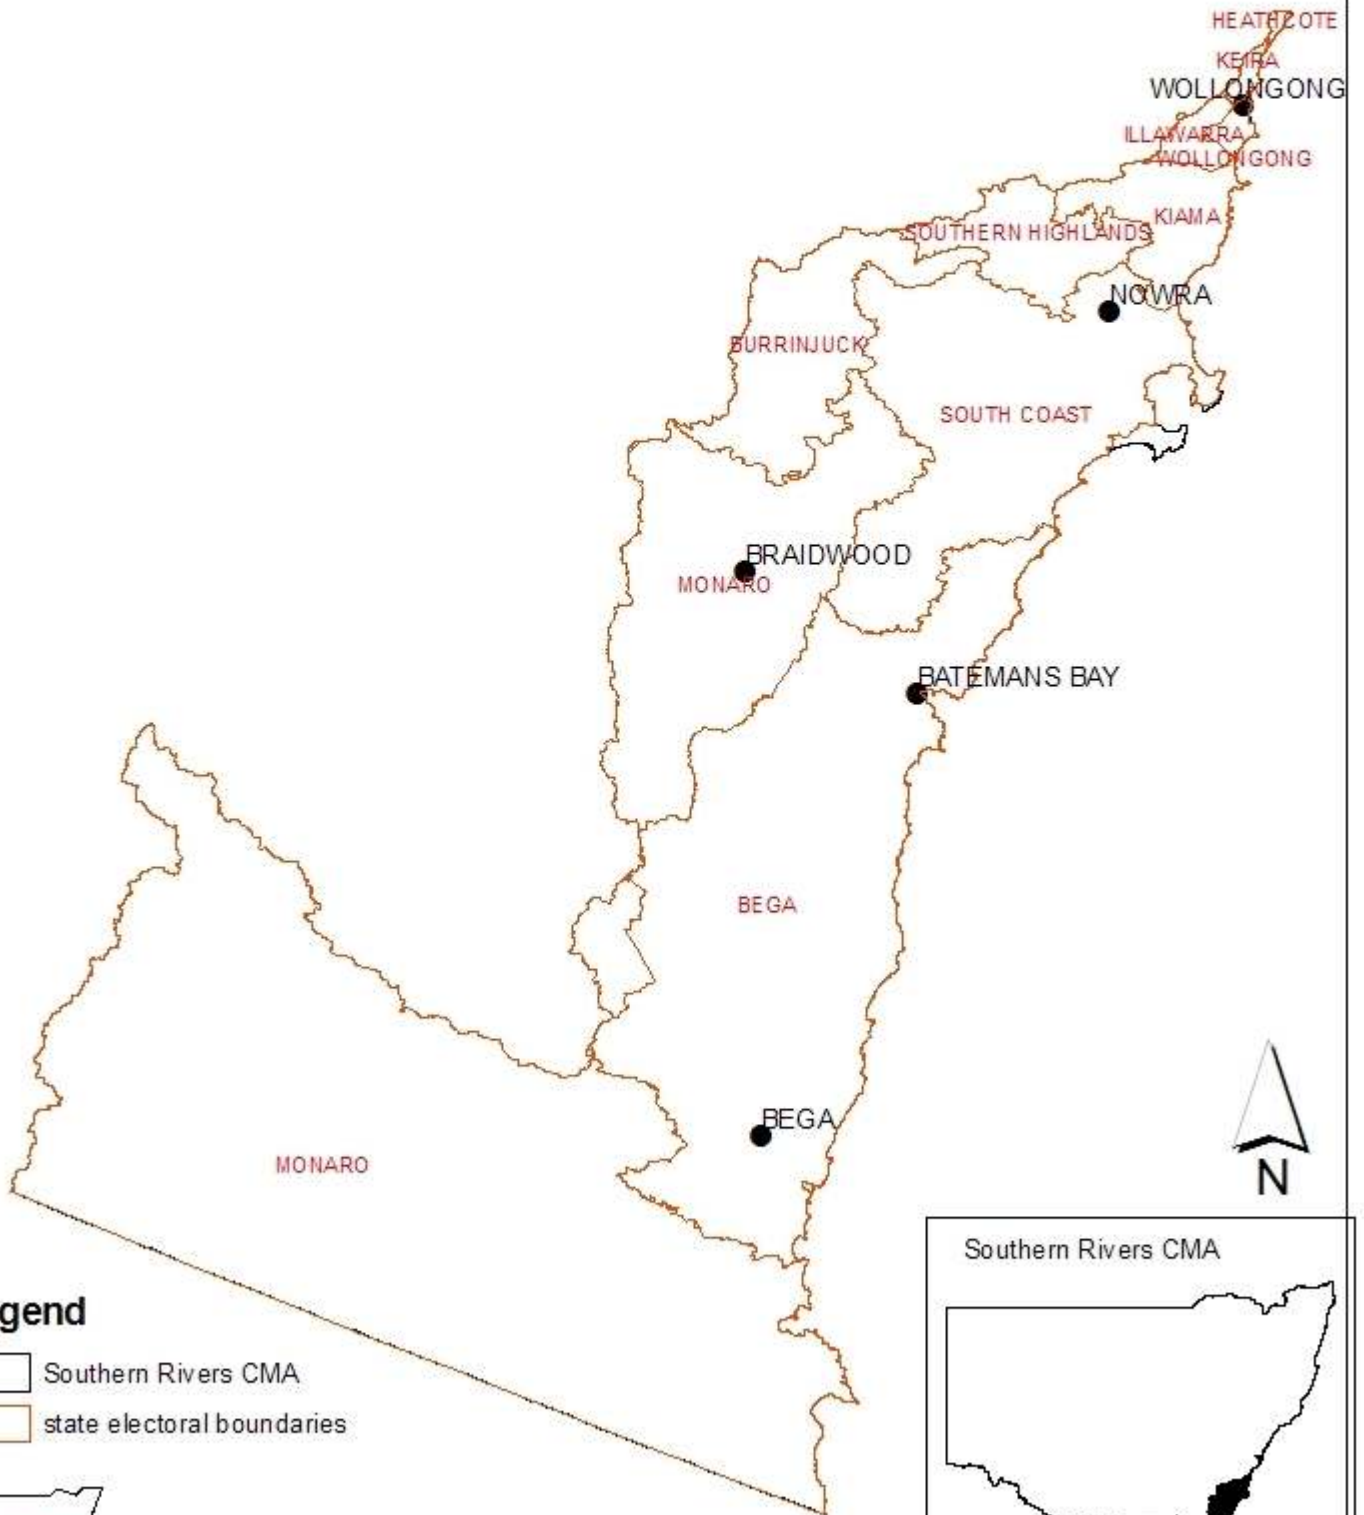 HEATHCOTE
KEIRA
WOLLONGONG
ILLAWARRA
WOLLONGONG
KIAMA
SOUTHERN HIGHLANDS
NOWRA
BURRINJUCK
SOUTH COAST
BRAIDWOOD
MONARO
BATEMANS BAY
BEGA
BEGA
MONARO
N
Southern Rivers CMA
gend
Southern Rivers CMA
state electoral boundaries